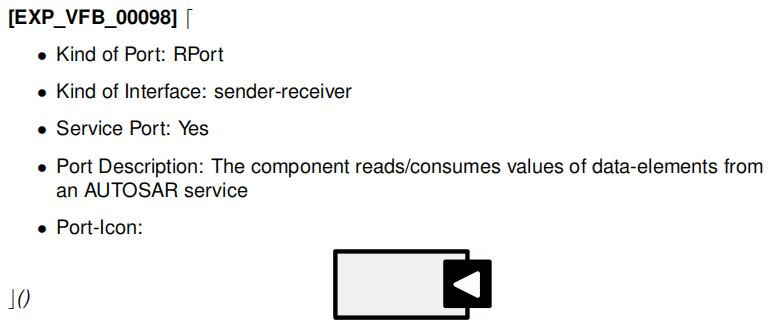 [EXP_VFB_00098] ⌈
• Kind of Port: RPort
• Kind of Interface: sender-receiver
• Service Port: Yes
• Port Description: The component reads/consumes values of data-elements from
an AUTOSAR service
• Port-Icon:
⌋()